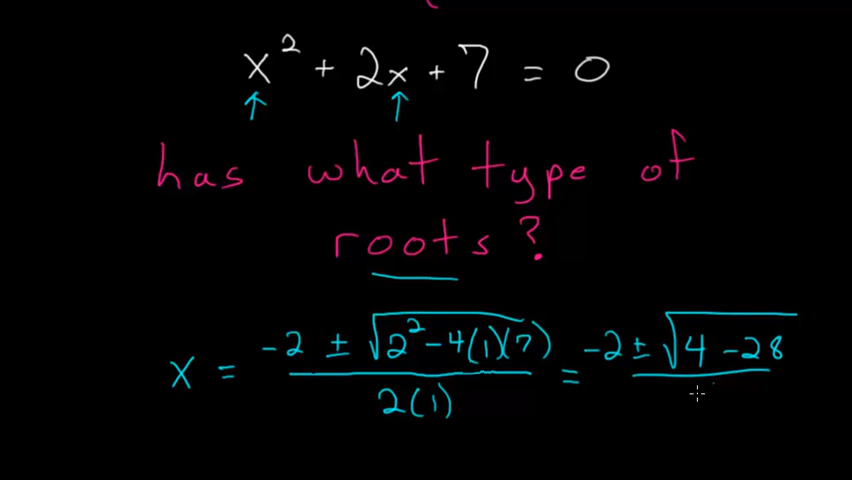 x² + 2x + 7 = 0
has what type of
roots?
x = (-2 ± √(2² - 4(1)(7))) / (2(1)) = (-2 ± √(4 - 28)) /